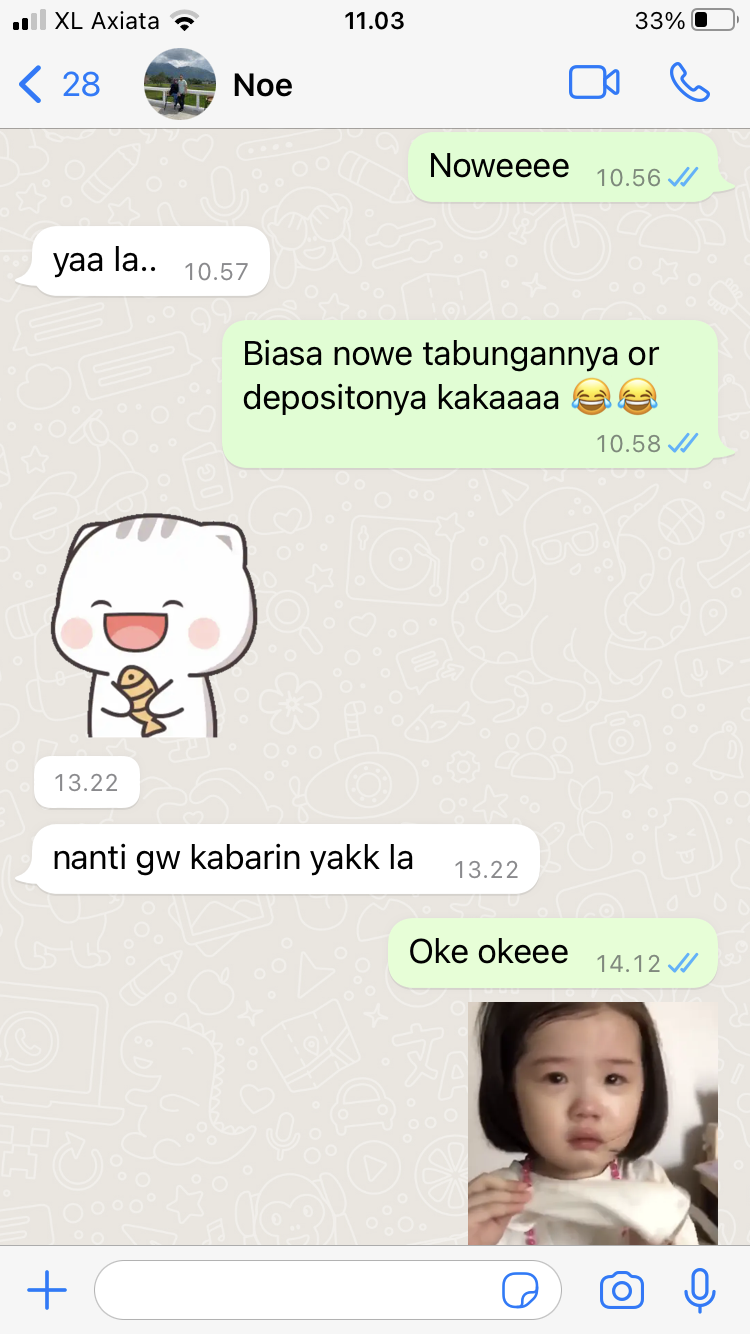 XL Axiata 11.03 33%
28 Noe
Noweeee 10.56
yaa la.. 10.57
Biasa nowe tabungannya or
depositonya kakaaaa 😂😂
10.58
13.22
nanti gw kabarin yakk la 13.22
Oke okeee 14.12